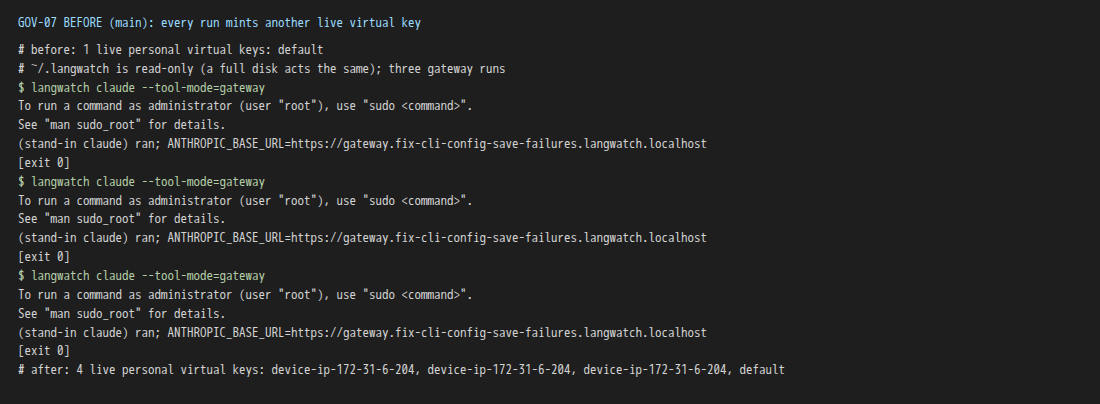 GOV-07 BEFORE (main): every run mints another live virtual key
# before: 1 live personal virtual keys: default
# ~/.langwatch is read-only (a full disk acts the same); three gateway runs
$ langwatch claude --tool-mode=gateway
To run a command as administrator (user "root"), use "sudo <command>".
See "man sudo_root" for details.
(stand-in claude) ran; ANTHROPIC_BASE_URL=https://gateway.fix-cli-config-save-failures.langwatch.localhost
[exit 0]
$ langwatch claude --tool-mode=gateway
To run a command as administrator (user "root"), use "sudo <command>".
See "man sudo_root" for details.
(stand-in claude) ran; ANTHROPIC_BASE_URL=https://gateway.fix-cli-config-save-failures.langwatch.localhost
[exit 0]
$ langwatch claude --tool-mode=gateway
To run a command as administrator (user "root"), use "sudo <command>".
See "man sudo_root" for details.
(stand-in claude) ran; ANTHROPIC_BASE_URL=https://gateway.fix-cli-config-save-failures.langwatch.localhost
[exit 0]
# after: 4 live personal virtual keys: device-ip-172-31-6-204, device-ip-172-31-6-204, device-ip-172-31-6-204, default